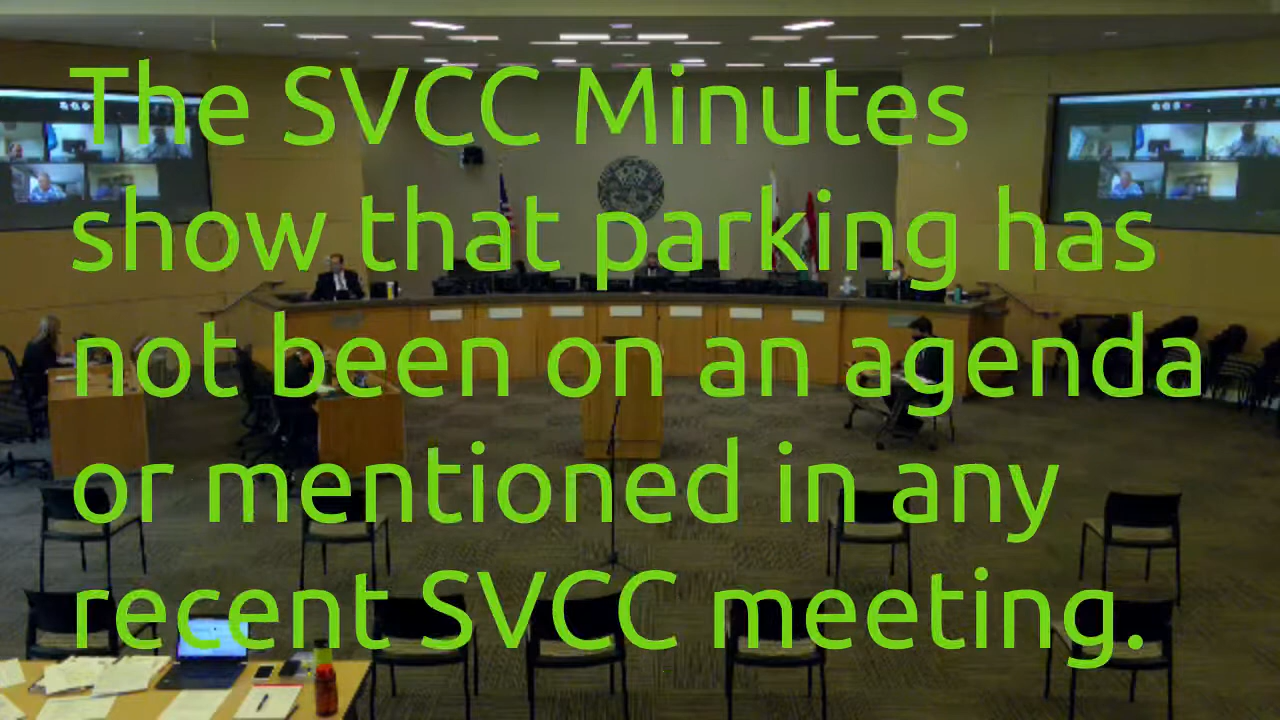 The SVCC Minutes
show that parking has
not been on an agenda
or mentioned in any
recent SVCC meeting.